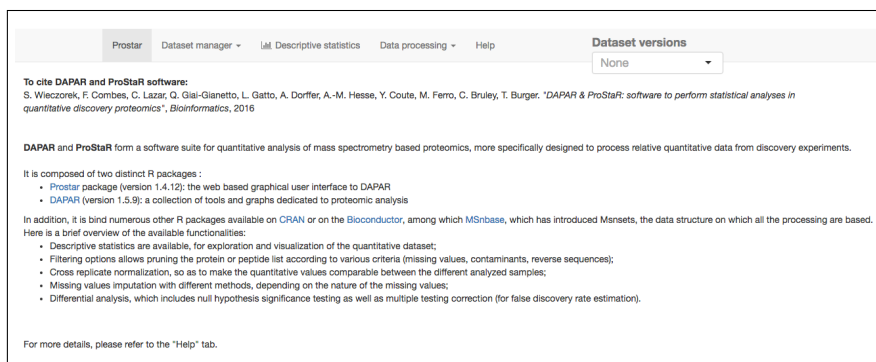 Prostar Dataset manager Descriptive statistics Data processing Help Dataset versions
None
To cite DAPAR and ProStaR software:
S. Wieczorek, F. Combes, C. Lazar, Q. Giai-Gianetto, L. Gatto, A. Dorffer, A.-M. Hesse, Y. Coute, M. Ferro, C. Bruley, T. Burger. "DAPAR & ProStaR: software to perform statistical analyses in
quantitative discovery proteomics", Bioinformatics, 2016
DAPAR and ProStaR form a software suite for quantitative analysis of mass spectrometry based proteomics, more specifically designed to process relative quantitative data from discovery experiments.
It is composed of two distinct R packages :
• Prostar package (version 1.4.12): the web based graphical user interface to DAPAR
• DAPAR (version 1.5.9): a collection of tools and graphs dedicated to proteomic analysis
In addition, it is bind numerous other R packages available on CRAN or on the Bioconductor, among which MSnbase, which has introduced Msnsets, the data structure on which all the processing are based.
Here is a brief overview of the available functionalities:
• Descriptive statistics are available, for exploration and visualization of the quantitative dataset;
• Filtering options allows pruning the protein or peptide list according to various criteria (missing values, contaminants, reverse sequences);
• Cross replicate normalization, so as to make the quantitative values comparable between the different analyzed samples;
• Missing values imputation with different methods, depending on the nature of the missing values;
• Differential analysis, which includes null hypothesis significance testing as well as multiple testing correction (for false discovery rate estimation).
For more details, please refer to the "Help" tab.